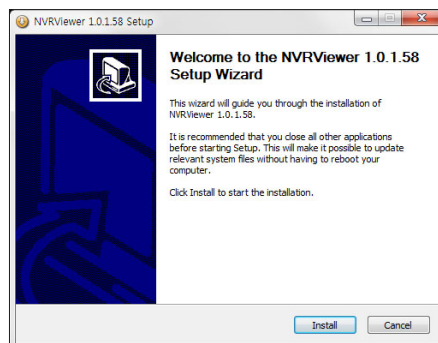 NVRViewer 1.0.1.58 Setup
Welcome to the NVRViewer 1.0.1.58
Setup Wizard
This wizard will guide you through the installation of
NVRViewer 1.0.1.58.
It is recommended that you close all other applications
before starting Setup. This will make it possible to update
relevant system files without having to reboot your
computer.
Click Install to start the installation.
Install
Cancel